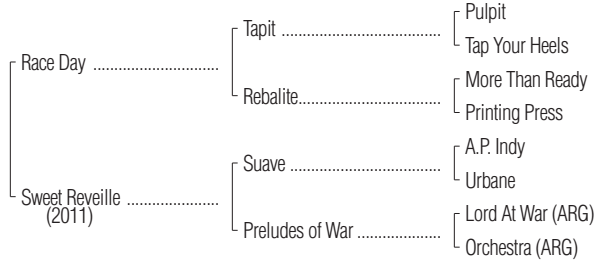 Pulpit
Tapit ........................................
Tap Your Heels
Race Day ................................
More Than Ready
Rebalite....................................
Printing Press
A.P. Indy
Suave ......................................
Urbane
Sweet Reveille .......................
(2011)
Lord At War (ARG)
Preludes of War .....................
Orchestra (ARG)